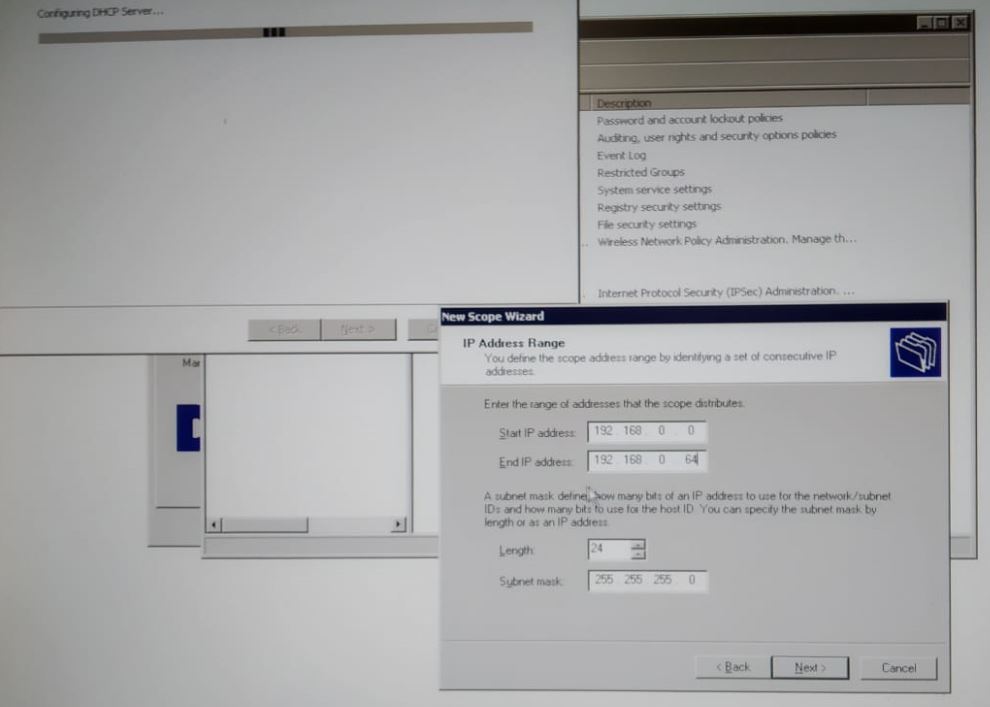 Configuring DHCP Server...
Description
Password and account lockout policies
Auditing, user rights and security options policies
Event Log
Restricted Groups
System service settings
Registry security settings
File security settings
.. Wireless Network Policy Administration. Manage th...
. Internet Protocol Security (IPSec) Administration. ...
< Back Next >
Mar
New Scope Wizard
IP Address Range
You define the scope address range by identifying a set of consecutive IP
addresses.
Enter the range of addresses that the scope distributes.
Start IP address: 192 . 168 . 0 . 0
End IP address: 192 . 168 . 0 . 64
A subnet mask defines how many bits of an IP address to use for the network/subnet
IDs and how many bits to use for the host ID. You can specify the subnet mask by
length or as an IP address.
Length: 24
Subnet mask: 255 . 255 . 255 . 0
< Back Next > Cancel